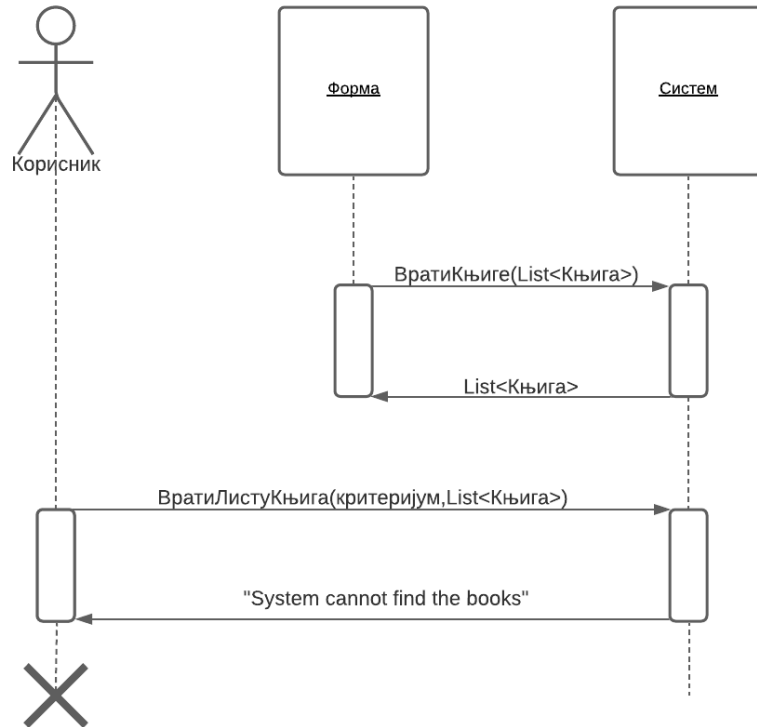 Форма
Систем
Корисник
ВратиКњиге(List<Књига>)
List<Књига>
ВратиЛистуКњига(критеријум,List<Књига>)
"System cannot find the books"